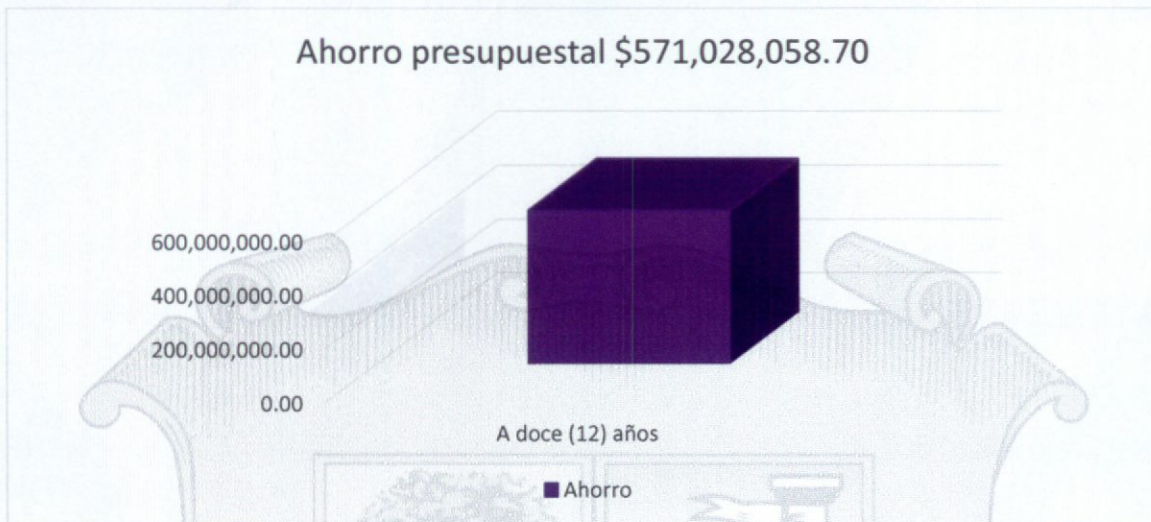 Ahorro presupuestal $571,028,058.70
600,000,000.00
400,000,000.00
200,000,000.00
0.00
A doce (12) años
Ahorro